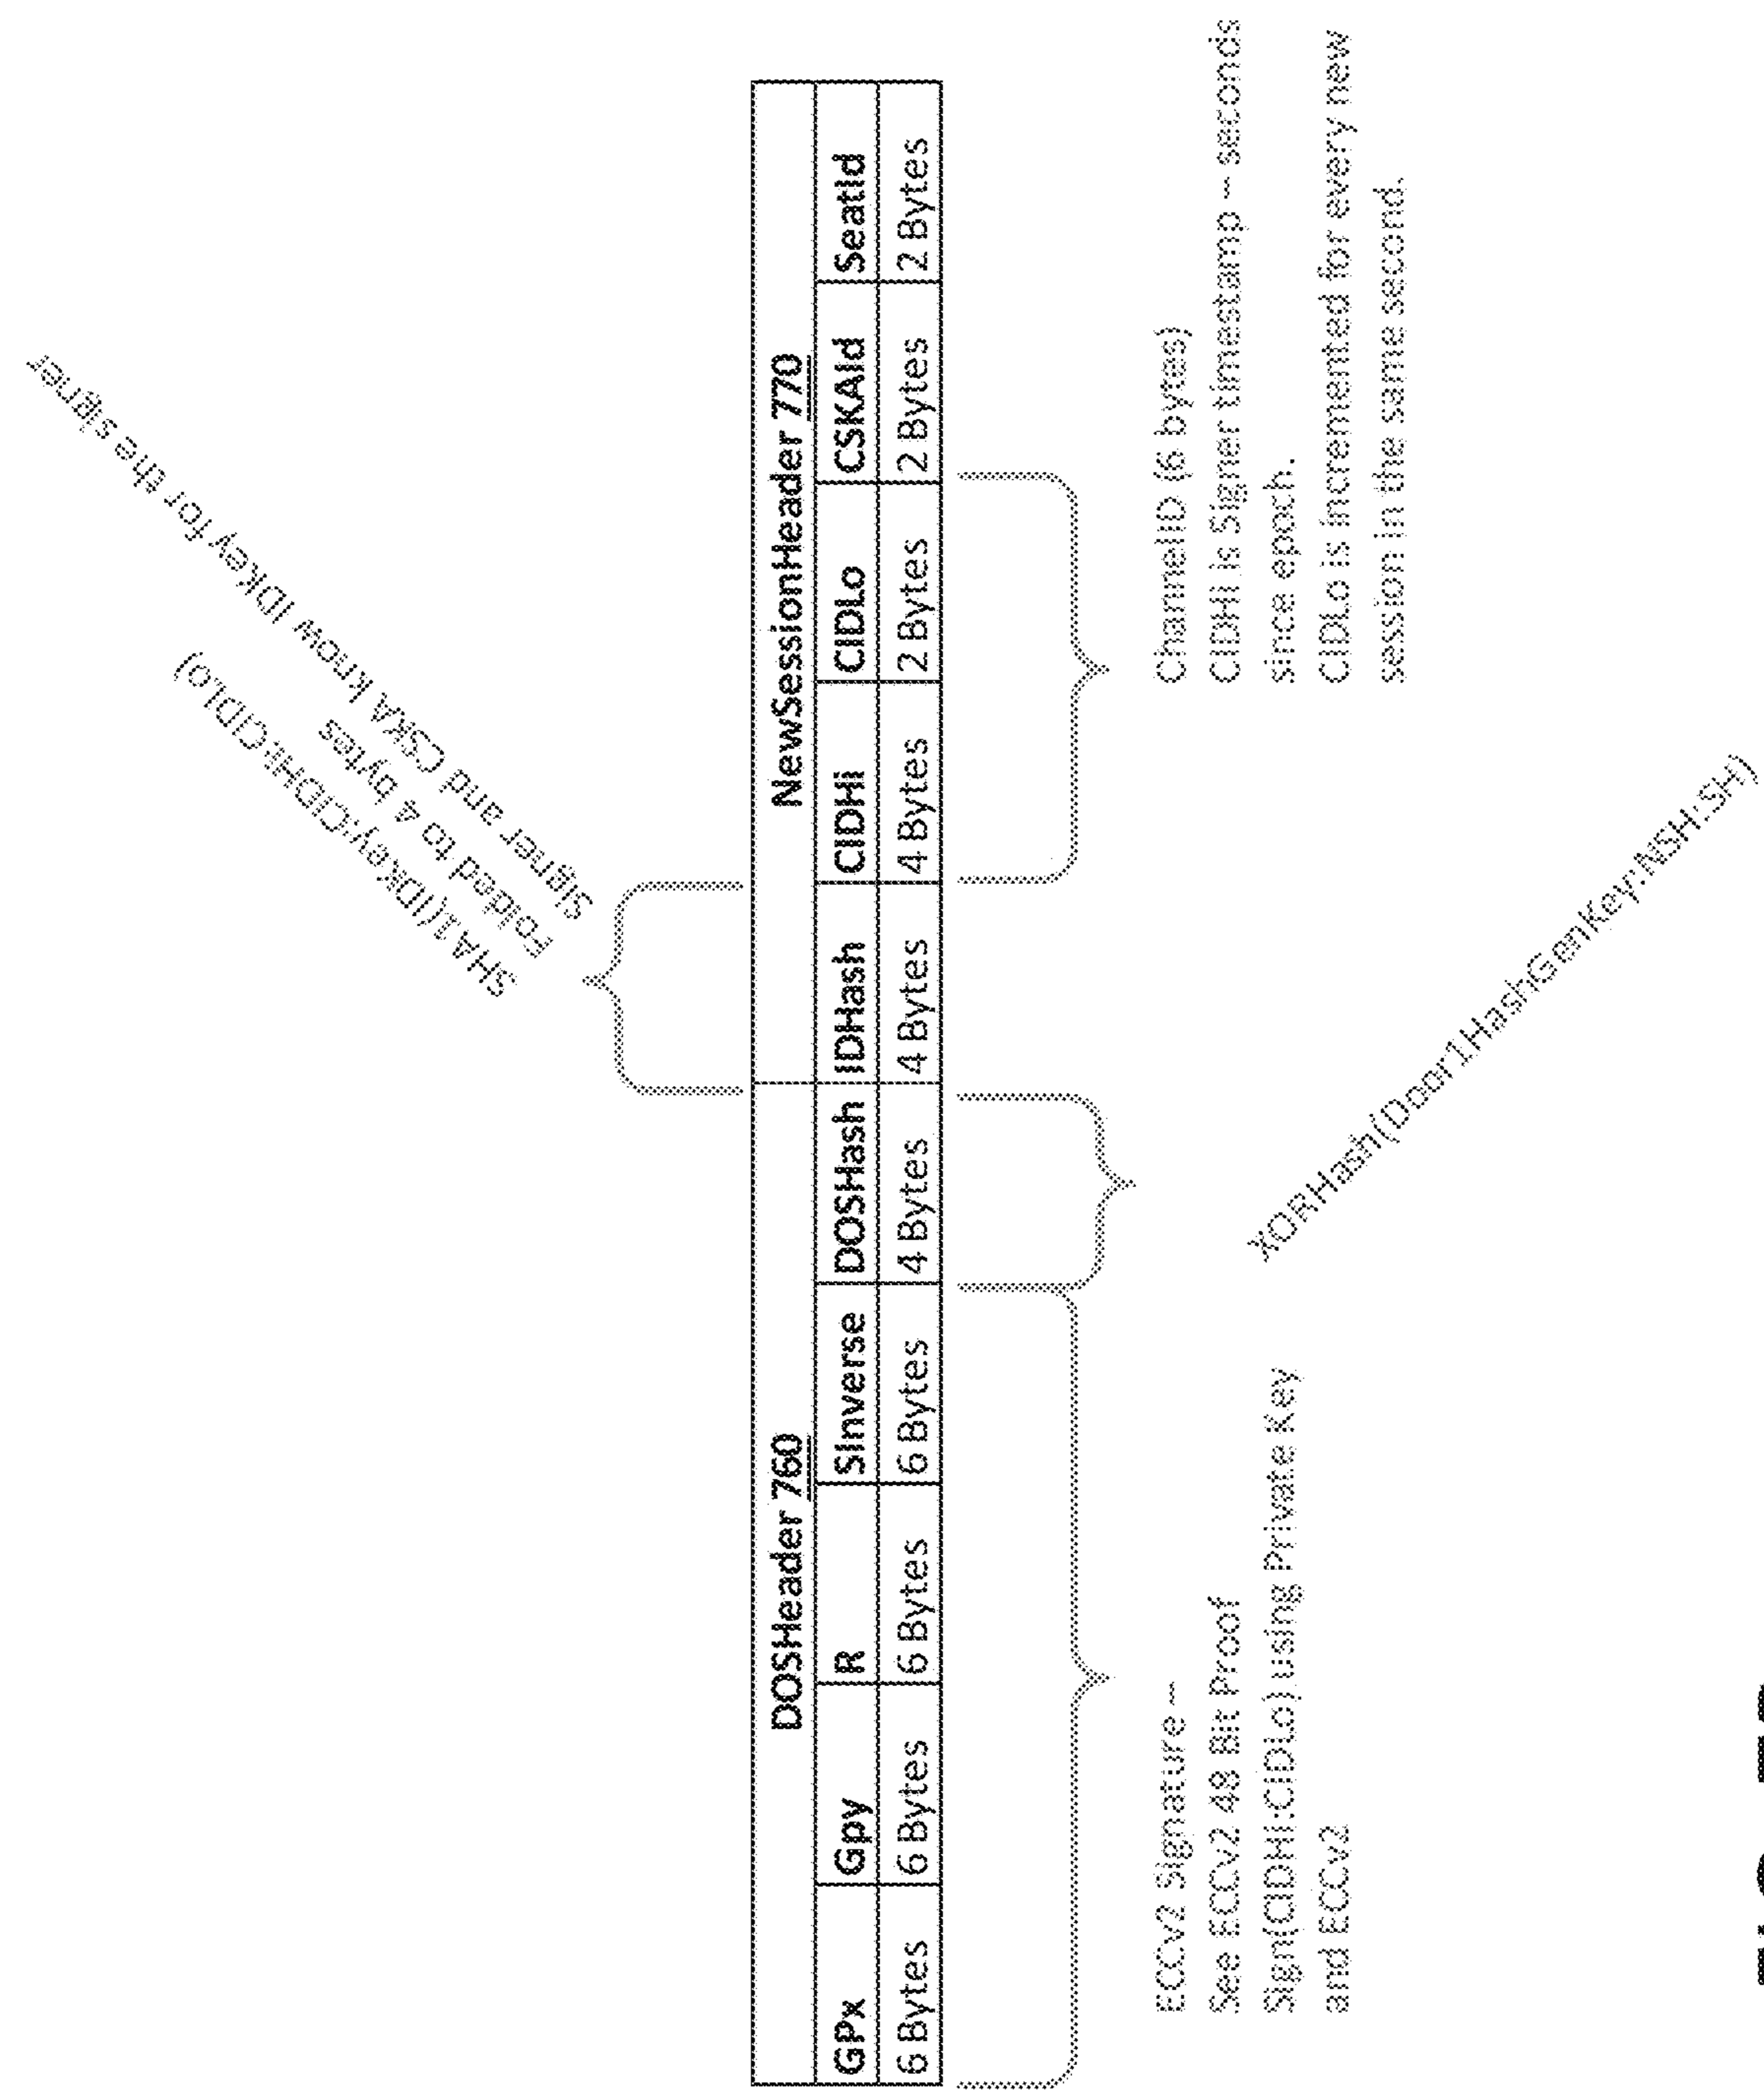 SHA1(IDKey:CIDHi:CIDLo)
Folded to 4 bytes
Signer and CSKA know IDKey for the signer
DOSHeader 760 NewSessionHeader 770
GPx Gpy R SInverse DOSHash IDHash CIDHi CIDLo CSKAId SeatId
6 Bytes 6 Bytes 6 Bytes 6 Bytes 4 Bytes 4 Bytes 4 Bytes 2 Bytes 2 Bytes 2 Bytes
ECCv2 Signature --
See ECCv2 48 Bit Proof
Sign(CIDHi:CIDLo) using Private Key
and ECCv2
XORHash(Door1HashGenKey:NSH:SH)
ChannelID (6 bytes)
CIDHi is Signer timestamp -- seconds
since epoch.
CIDLo is incremented for every new
session in the same second.